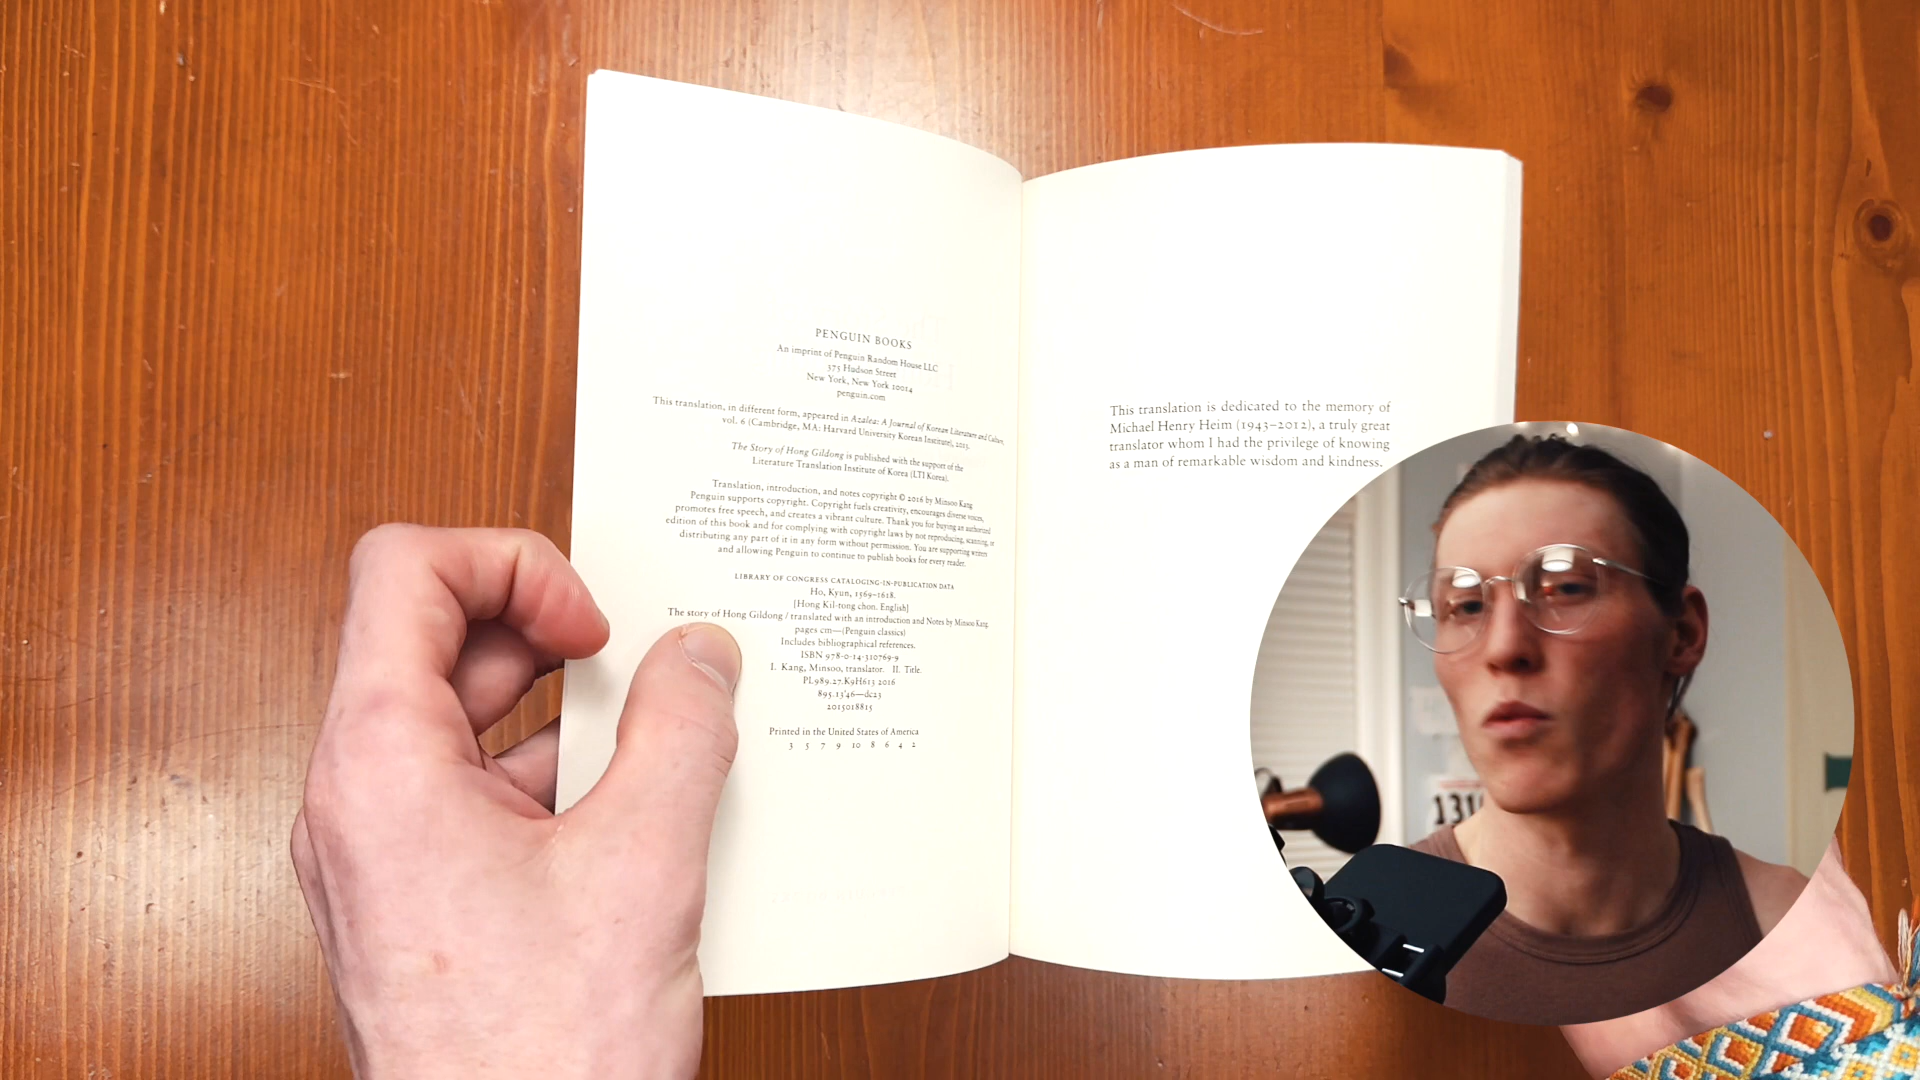 PENGUIN BOOKS
An imprint of Penguin Random House LLC
375 Hudson Street
New York, New York 10014
penguin.com
This translation, in different form, appeared in Azalea: A Journal of Korean Literature and Culture,
vol. 6 (Cambridge, MA: Harvard University Korean Institute), 2013.
The Story of Hong Gildong is published with the support of the
Literature Translation Institute of Korea (LTI Korea).
Translation, introduction, and notes copyright © 2016 by Minsoo Kang
Penguin supports copyright. Copyright fuels creativity, encourages diverse voices,
promotes free speech, and creates a vibrant culture. Thank you for buying an authorized
edition of this book and for complying with copyright laws by not reproducing, scanning, or
distributing any part of it in any form without permission. You are supporting writers
and allowing Penguin to continue to publish books for every reader.
LIBRARY OF CONGRESS CATALOGING-IN-PUBLICATION DATA
Ho, Kyun, 1569–1618.
[Hong Kil-tong chon. English]
The story of Hong Gildong / translated with an introduction and Notes by Minsoo Kang.
pages cm—(Penguin classics)
Includes bibliographical references.
ISBN 978-0-14-310769-9
I. Kang, Minsoo, translator. II. Title.
PL989.27.K9H613 2016
895.13'46—dc23
2015018815
Printed in the United States of America
3 5 7 9 10 8 6 4 2
This translation is dedicated to the memory of
Michael Henry Heim (1943–2012), a truly great
translator whom I had the privilege of knowing
as a man of remarkable wisdom and kindness.